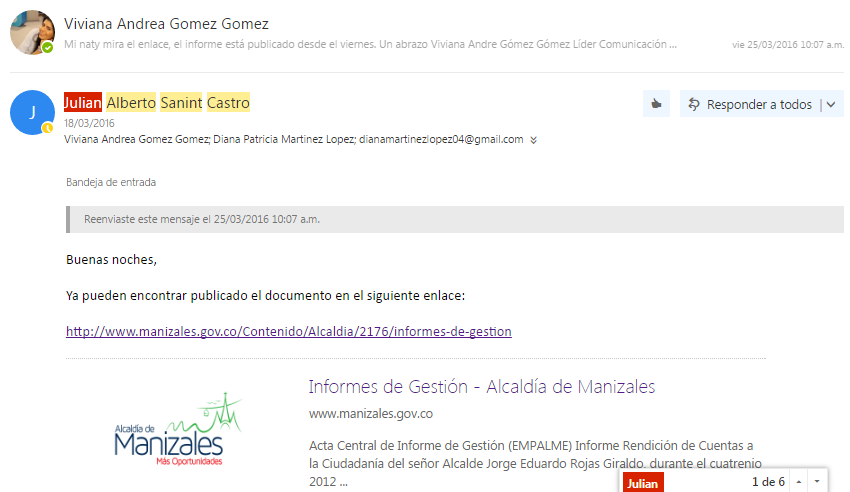 Viviana Andrea Gomez Gomez
Mi naty mira el enlace, el informe está publicado desde el viernes. Un abrazo Viviana Andre Gómez Gómez Líder Comunicación ...
vie 25/03/2016 10:07 a.m.
J
Julian Alberto Sanint Castro
Responder a todos
18/03/2016
Viviana Andrea Gomez Gomez; Diana Patricia Martinez Lopez; dianamartinezlopez04@gmail.com
Bandeja de entrada
Reenviaste este mensaje el 25/03/2016 10:07 a.m.
Buenas noches,
Ya pueden encontrar publicado el documento en el siguiente enlace:
http://www.manizales.gov.co/Contenido/Alcaldia/2176/informes-de-gestion
Alcaldía de
MANIZALES
Más Oportunidades
Informes de Gestión - Alcaldía de Manizales
www.manizales.gov.co
Acta Central de Informe de Gestión (EMPALME) Informe Rendición de Cuentas a
la Ciudadanía del señor Alcalde Jorge Eduardo Rojas Giraldo, durante el cuatrenio
2012 ...
Julian
1 de 6